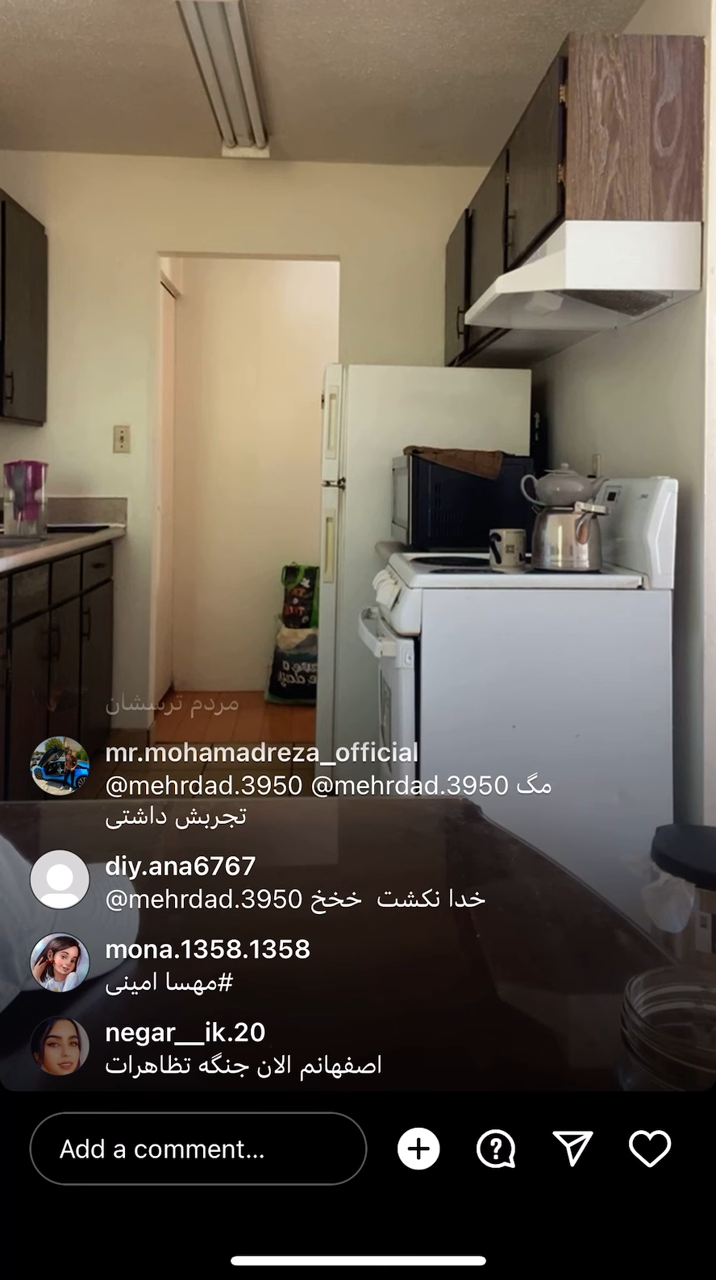 مردم ترسشان
mr.mohamadreza_official
@mehrdad.3950 @mehrdad.3950 مگ
تجربش داشتی
diy.ana6767
@mehrdad.3950 خدا نکشت خخخ
mona.1358.1358
#مهسا امینی
negar__ik.20
اصفهانم الان جنگه تظاهرات
Add a comment...